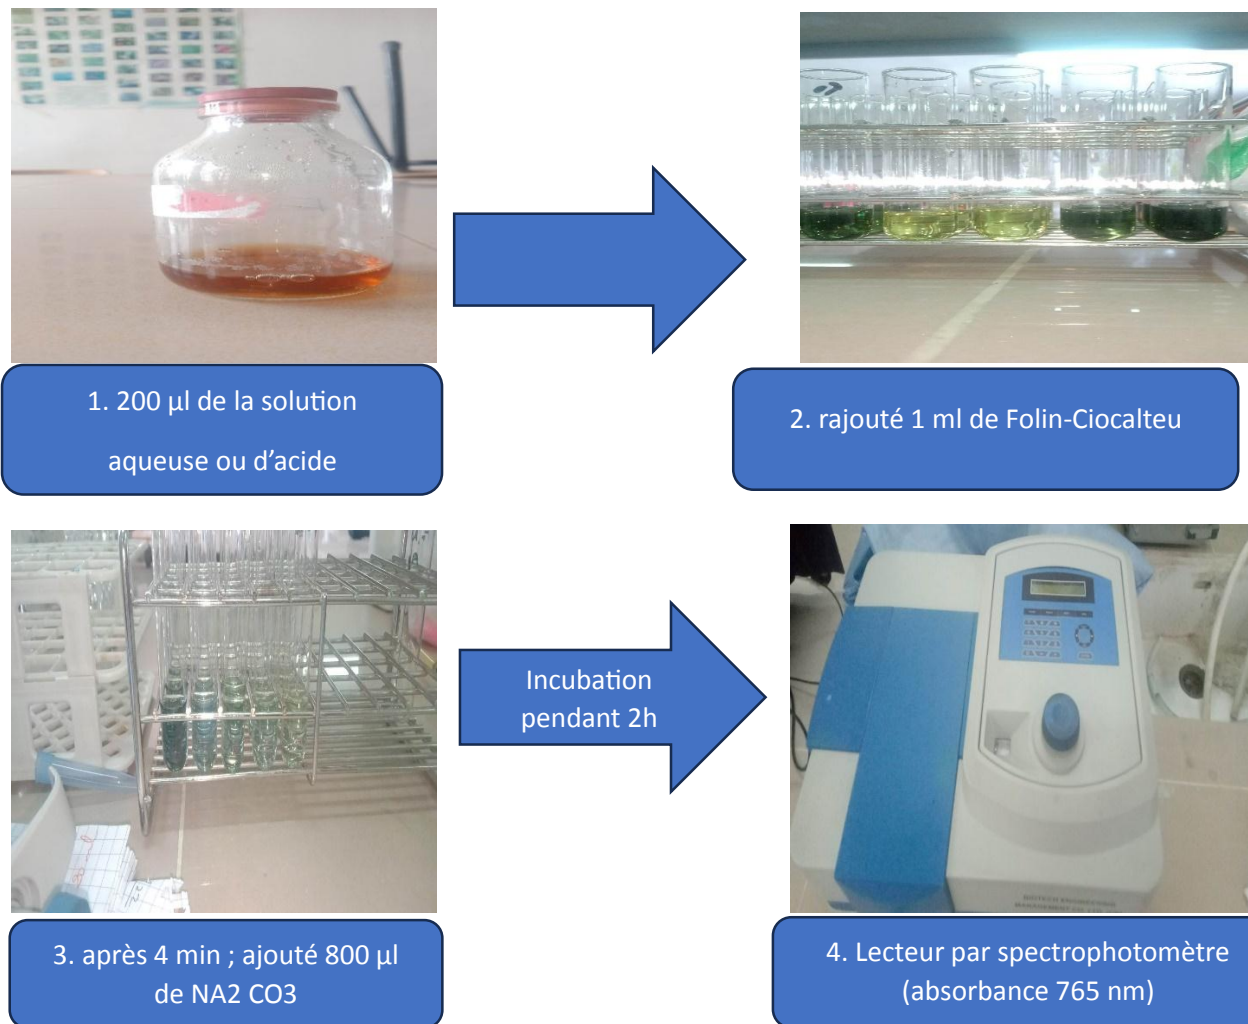 1. 200 µl de la solution
aqueuse ou d’acide
2. rajouté 1 ml de Folin-Ciocalteu
3. après 4 min ; ajouté 800 µl
de NA2 CO3
Incubation
pendant 2h
4. Lecteur par spectrophotomètre
(absorbance 765 nm)